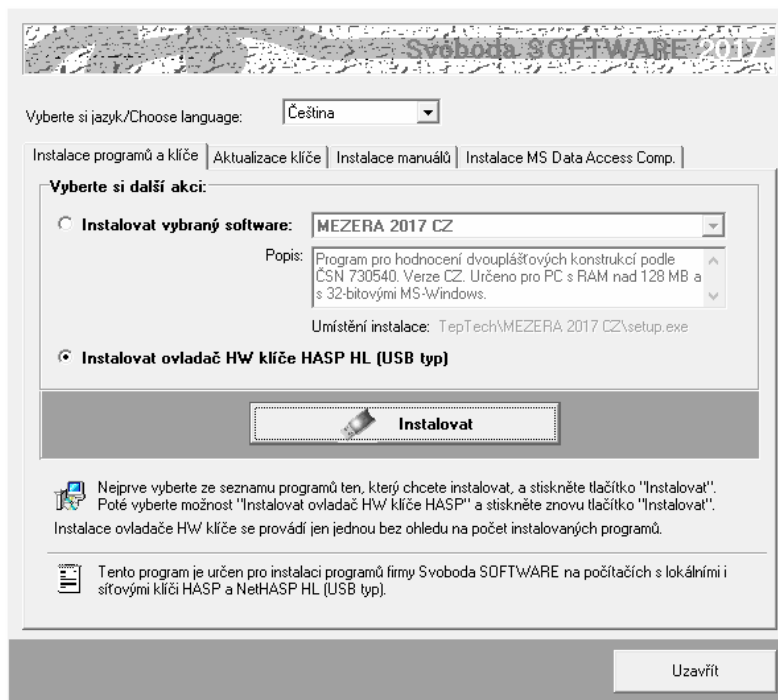 Svoboda SOFTWARE 2017
Vyberte si jazyk/Choose language: Čeština
Instalace programů a klíče Aktualizace klíče Instalace manuálů Instalace MS Data Access Comp.
Vyberte si další akci:
Instalovat vybraný software: MEZERA 2017 CZ
Popis: Program pro hodnocení dvouplášťových konstrukcí podle
ČSN 730540. Verze CZ. Určeno pro PC s RAM nad 128 MB a
s 32-bitovými MS-Windows.
Umístění instalace: TepTech\MEZERA 2017 CZ\setup.exe
Instalovat ovladač HW klíče HASP HL (USB typ)
Instalovat
Nejprve vyberte ze seznamu programů ten, který chcete instalovat, a stiskněte tlačítko "Instalovat".
Poté vyberte možnost "Instalovat ovladač HW klíče HASP" a stiskněte znovu tlačítko "Instalovat".
Instalace ovladače HW klíče se provádí jen jednou bez ohledu na počet instalovaných programů.
Tento program je určen pro instalaci programů firmy Svoboda SOFTWARE na počítačích s lokálními i
síťovými klíči HASP a NetHASP HL (USB typ).
Uzavřít